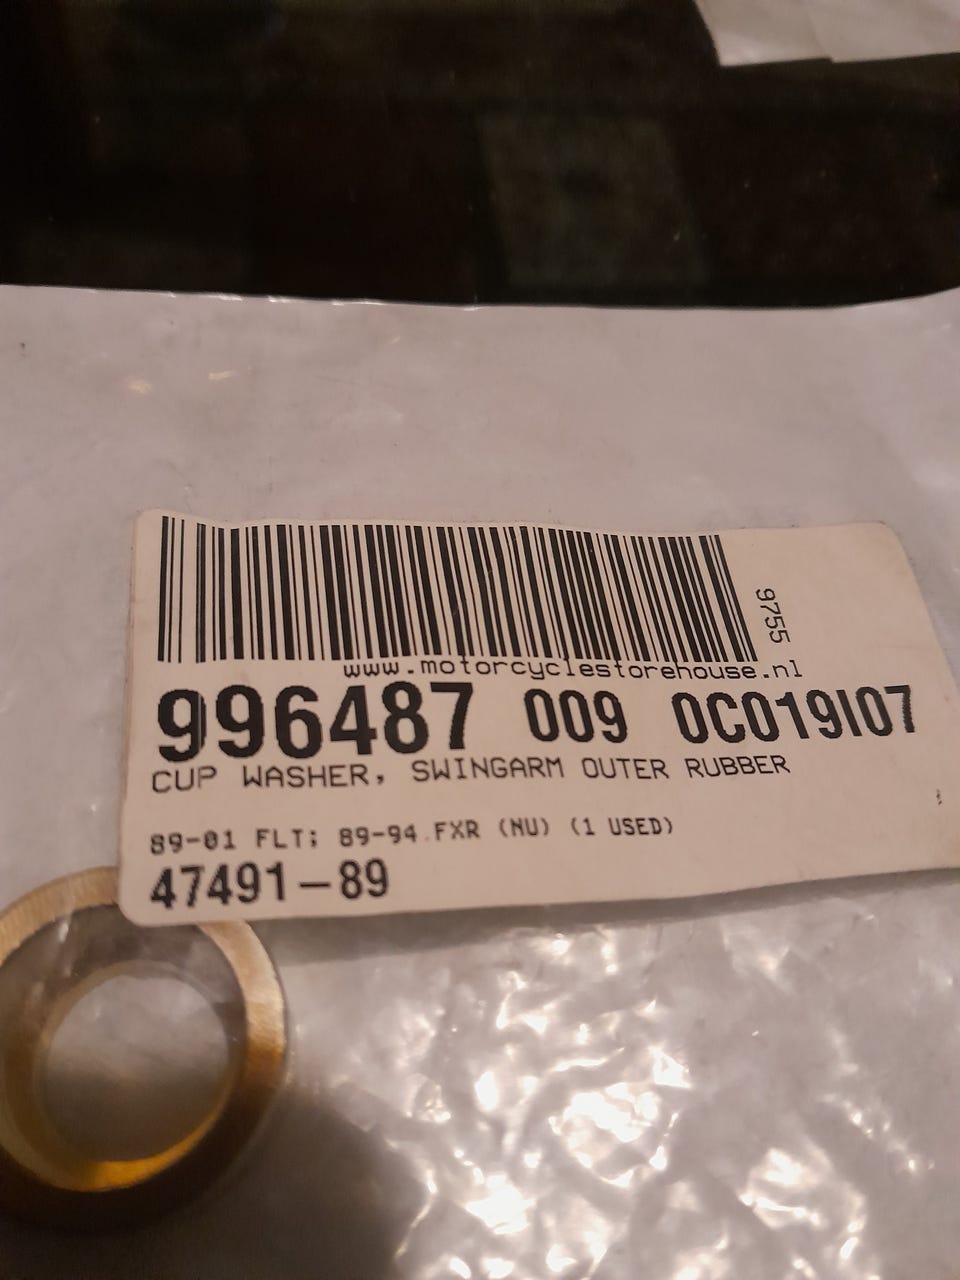 9755
www.motorcyclestorehouse.nl
996487 009 0C019I07
CUP WASHER, SWINGARM OUTER RUBBER
89-01 FLT; 89-94 FXR (NU) (1 USED)
47491-89